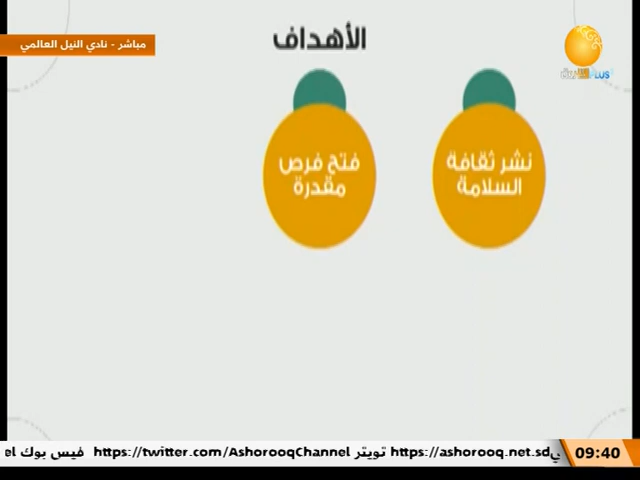 الأهداف
مباشر - نادي النيل العالمي
PLUS
نشر ثقافة
السلامة
فتح فرص
مقدرة
https://ashorooq.net.sd تويتر https://twitter.com/AshorooqChannel فيس بوك
09:40